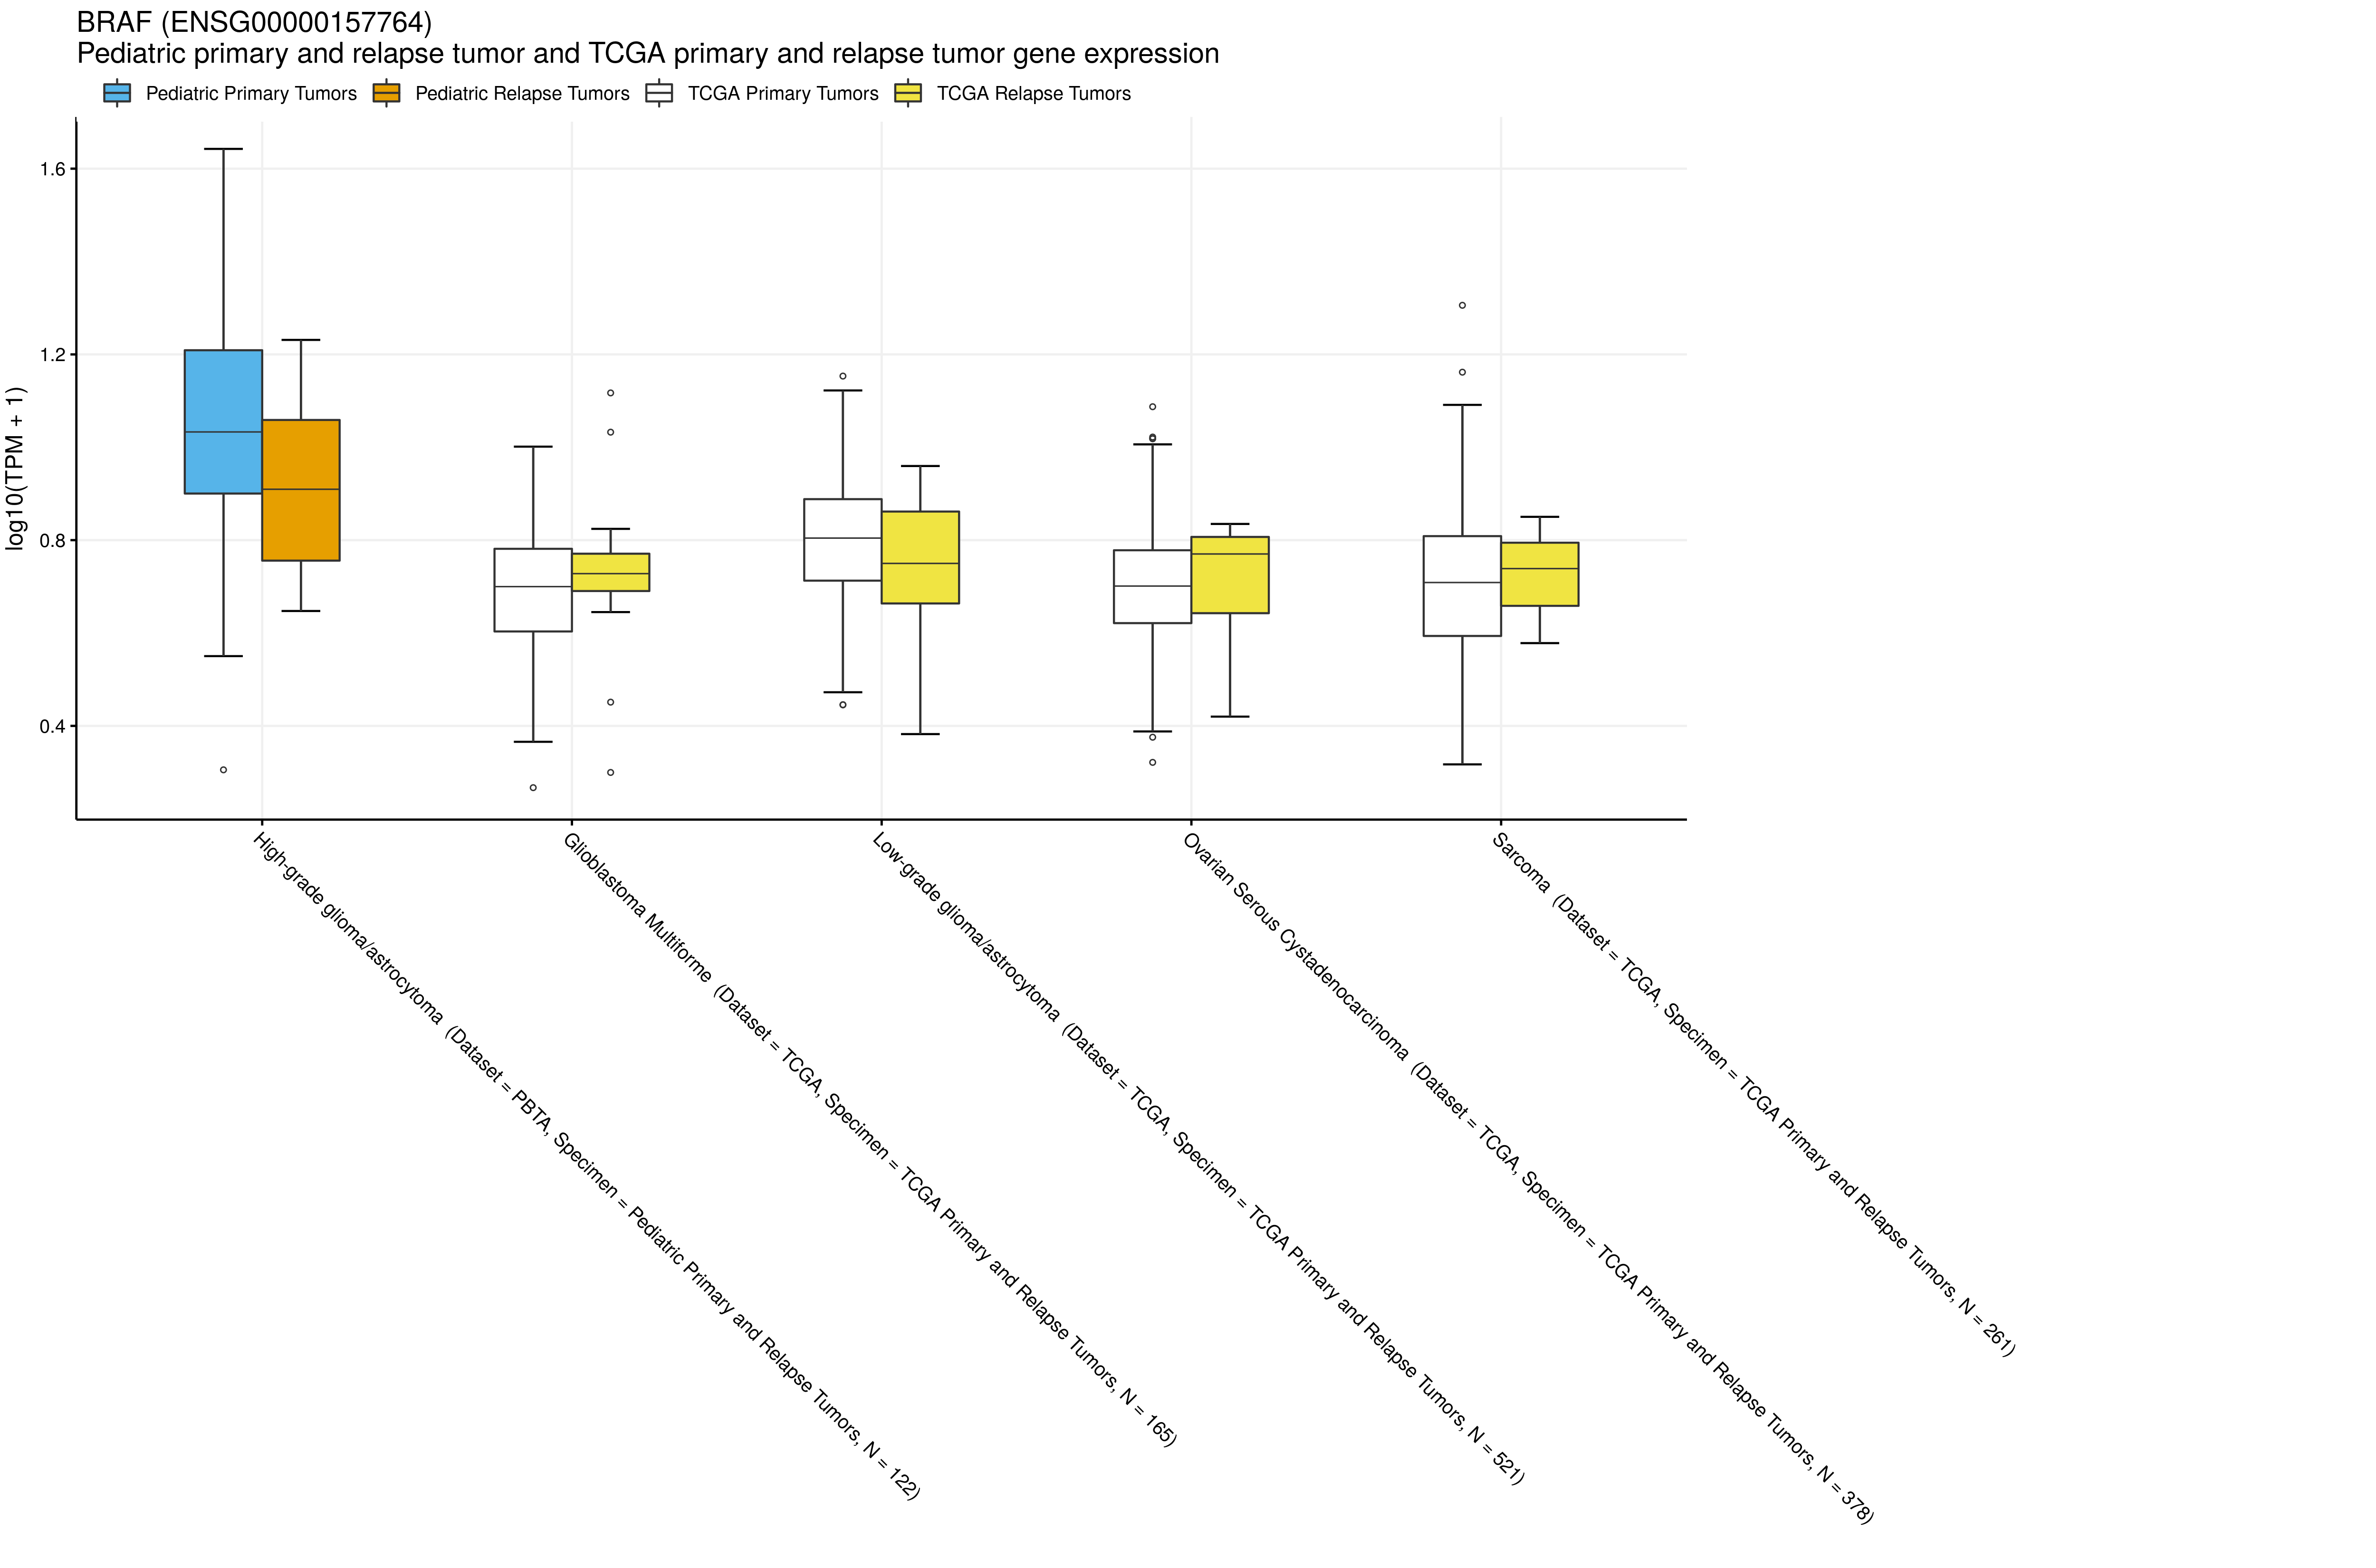 BRAF (ENSG00000157764)
Pediatric primary and relapse tumor and TCGA primary and relapse tumor gene expression
Pediatric Primary Tumors
Pediatric Relapse Tumors
TCGA Primary Tumors
TCGA Relapse Tumors
log10(TPM + 1)
1.6
1.2
0.8
0.4
High-grade glioma/astrocytoma (Dataset = PBTA, Specimen = Pediatric Primary and Relapse Tumors, N = 122)
Glioblastoma Multiforme (Dataset = TCGA, Specimen = TCGA Primary and Relapse Tumors, N = 165)
Low-grade glioma/astrocytoma (Dataset = TCGA, Specimen = TCGA Primary and Relapse Tumors, N = 521)
Ovarian Serous Cystadenocarcinoma (Dataset = TCGA, Specimen = TCGA Primary and Relapse Tumors, N = 378)
Sarcoma (Dataset = TCGA, Specimen = TCGA Primary and Relapse Tumors, N = 261)